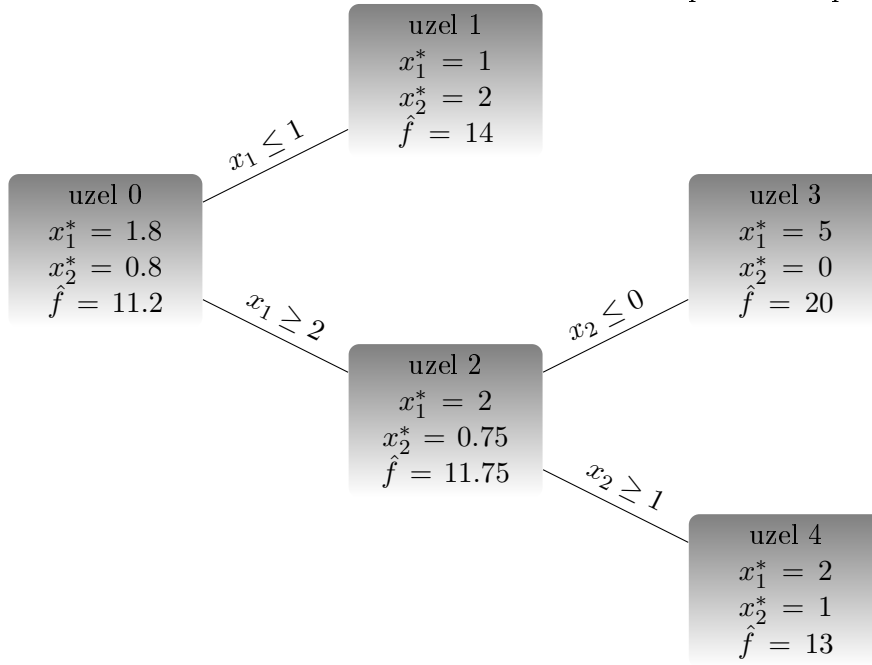 uzel 1
x₁* = 1
x₂* = 2
f̂ = 14
x₁ ≤ 1
uzel 0
x₁* = 1.8
x₂* = 0.8
f̂ = 11.2
x₁ ≥ 2
uzel 2
x₁* = 2
x₂* = 0.75
f̂ = 11.75
x₂ ≤ 0
uzel 3
x₁* = 5
x₂* = 0
f̂ = 20
x₂ ≥ 1
uzel 4
x₁* = 2
x₂* = 1
f̂ = 13